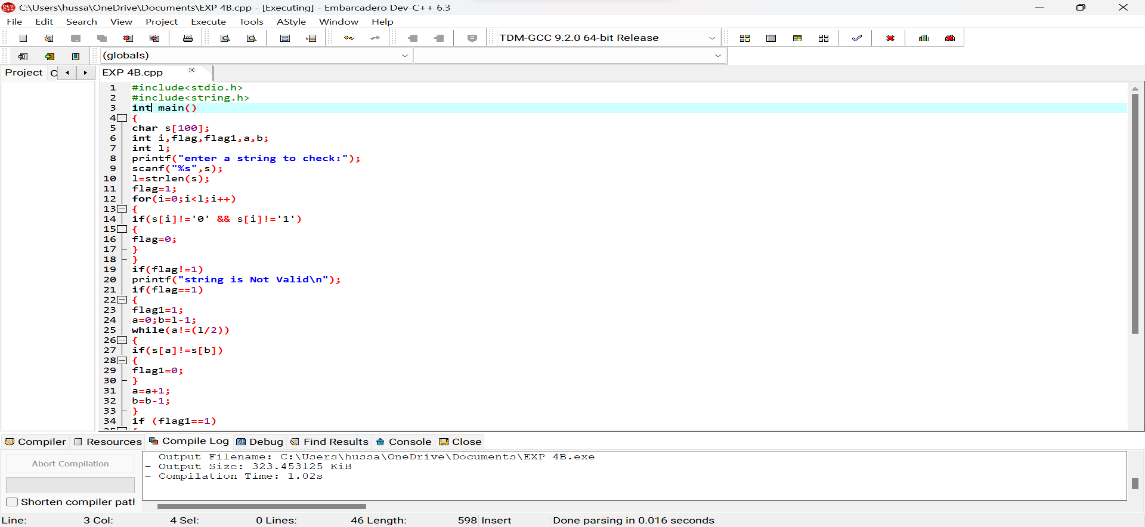 C:\Users\hussa\OneDrive\Documents\EXP 4B.cpp - [Executing] - Embarcadero Dev-C++ 6.3
File Edit Search View Project Execute Tools AStyle Window Help
TDM-GCC 9.2.0 64-bit Release
(globals)
Project C EXP 4B.cpp
1 #include<stdio.h>
2 #include<string.h>
3 int main()
4 {
5 char s[100];
6 int i,flag,flag1,a,b;
7 int l;
8 printf("enter a string to check:");
9 scanf("%s",s);
10 l=strlen(s);
11 flag=1;
12 for(i=0;i<l;i++)
13 {
14 if(s[i]!='0' && s[i]!='1')
15 {
16 flag=0;
17 }
18 }
19 if(flag!=1)
20 printf("string is Not Valid\n");
21 if(flag==1)
22 {
23 flag1=1;
24 a=0;b=l-1;
25 while(a!=(l/2))
26 {
27 if(s[a]!=s[b])
28 {
29 flag1=0;
30 }
31 a=a+1;
32 b=b-1;
33 }
34 if (flag1==1)
Compiler Resources Compile Log Debug Find Results Console Close
Abort Compilation
Shorten compiler path
- Output Filename: C:\Users\hussa\OneDrive\Documents\EXP 4B.exe
- Output Size: 323.453125 KiB
- Compilation Time: 1.02s
Line: 3 Col: 4 Sel: 0 Lines: 46 Length: 598 Insert Done parsing in 0.016 seconds